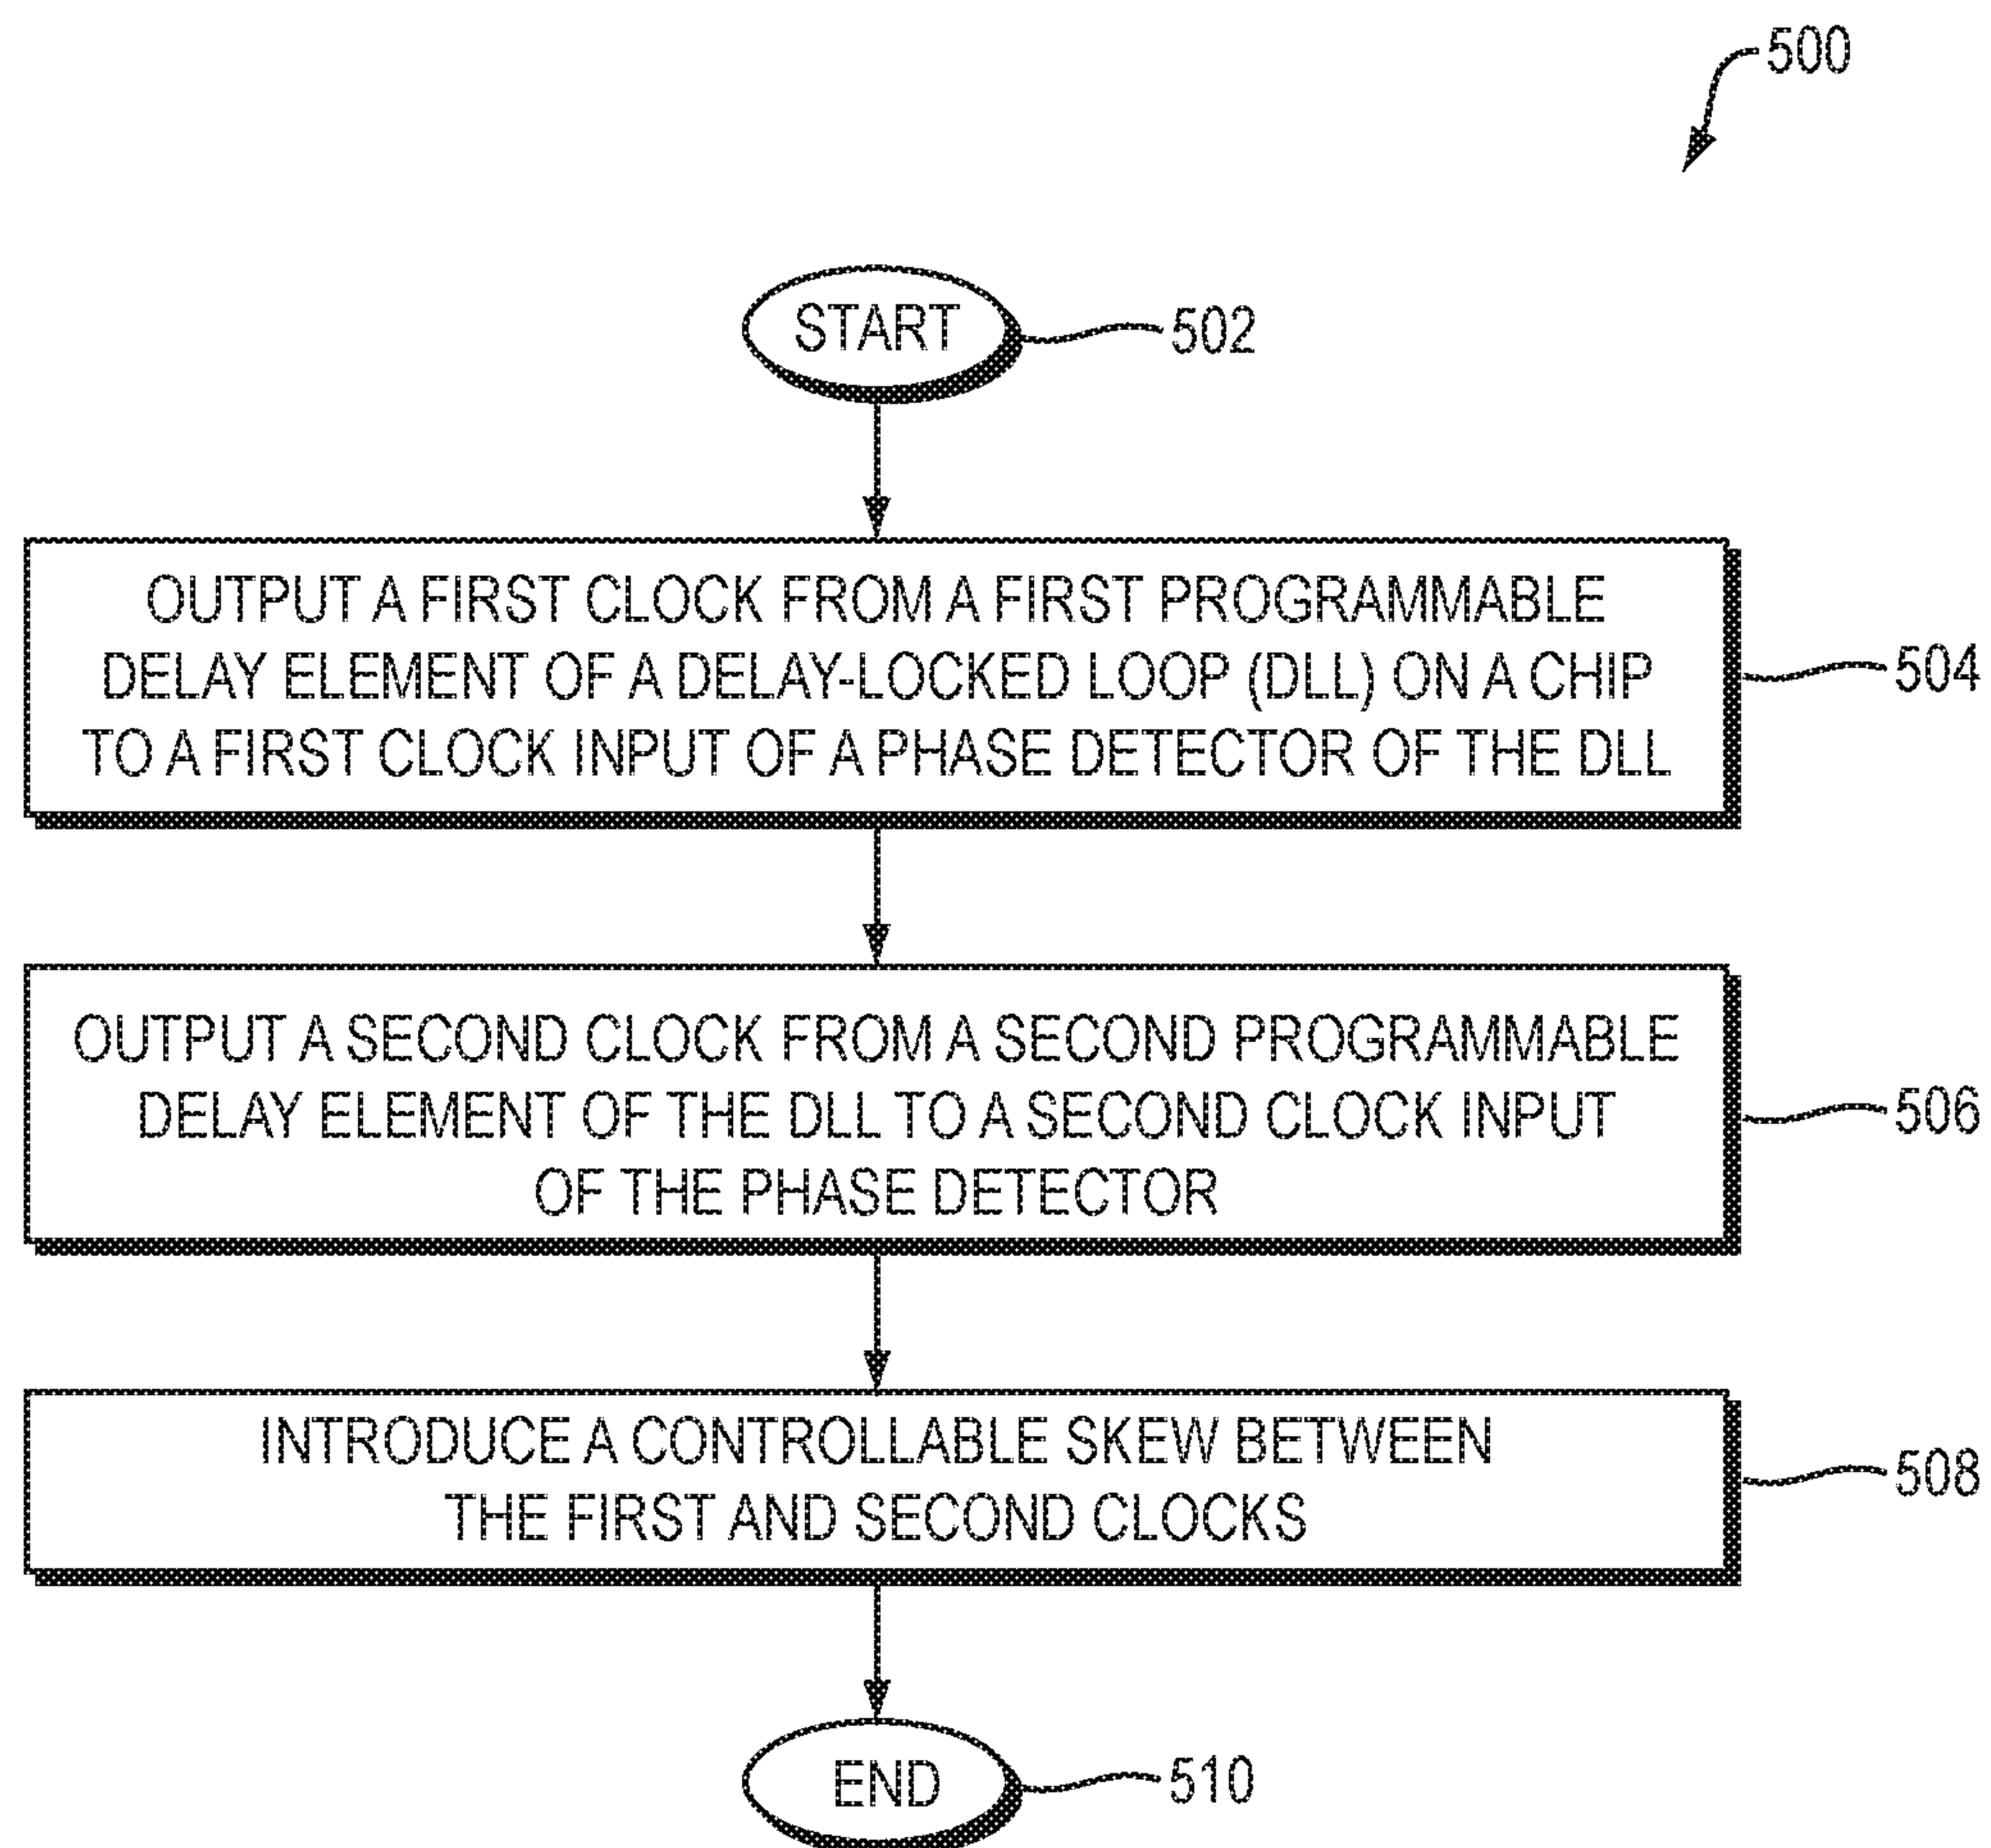 500
START
502
OUTPUT A FIRST CLOCK FROM A FIRST PROGRAMMABLE
DELAY ELEMENT OF A DELAY-LOCKED LOOP (DLL) ON A CHIP
TO A FIRST CLOCK INPUT OF A PHASE DETECTOR OF THE DLL
504
OUTPUT A SECOND CLOCK FROM A SECOND PROGRAMMABLE
DELAY ELEMENT OF THE DLL TO A SECOND CLOCK INPUT
OF THE PHASE DETECTOR
506
INTRODUCE A CONTROLLABLE SKEW BETWEEN
THE FIRST AND SECOND CLOCKS
508
END
510